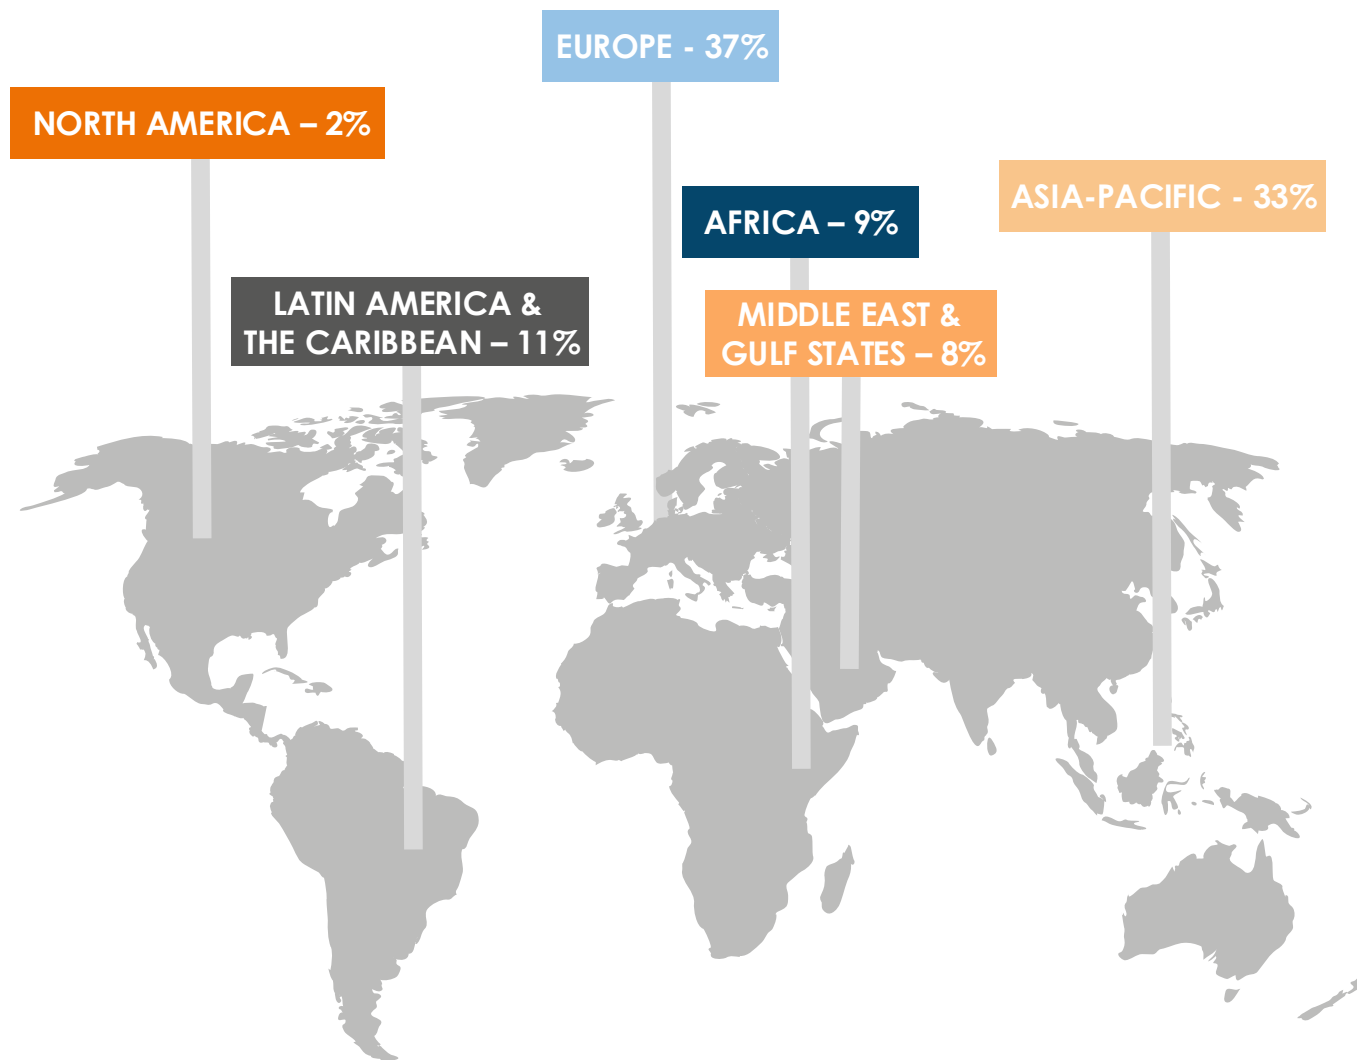 EUROPE - 37%
NORTH AMERICA – 2%
ASIA-PACIFIC - 33%
AFRICA – 9%
LATIN AMERICA &
THE CARIBBEAN – 11%
MIDDLE EAST &
GULF STATES – 8%